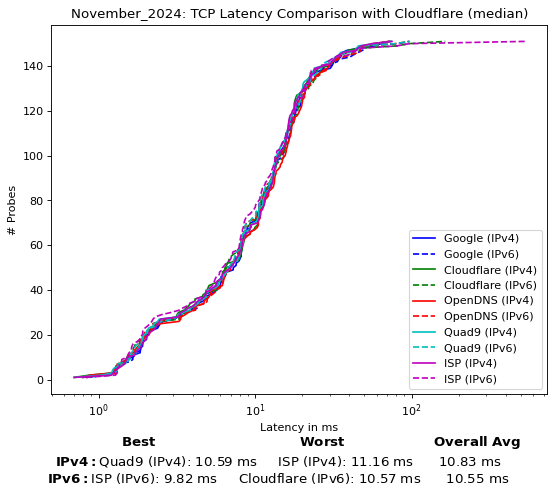 November_2024: TCP Latency Comparison with Cloudflare (median)
140
120
100
80
60
40
20
0
# Probes
Google (IPv4)
Google (IPv6)
Cloudflare (IPv4)
Cloudflare (IPv6)
OpenDNS (IPv4)
OpenDNS (IPv6)
Quad9 (IPv4)
Quad9 (IPv6)
ISP (IPv4)
ISP (IPv6)
10⁰ 10¹ 10²
Latency in ms
Best Worst Overall Avg
IPv4: Quad9 (IPv4): 10.59 ms ISP (IPv4): 11.16 ms 10.83 ms
IPv6: ISP (IPv6): 9.82 ms Cloudflare (IPv6): 10.57 ms 10.55 ms